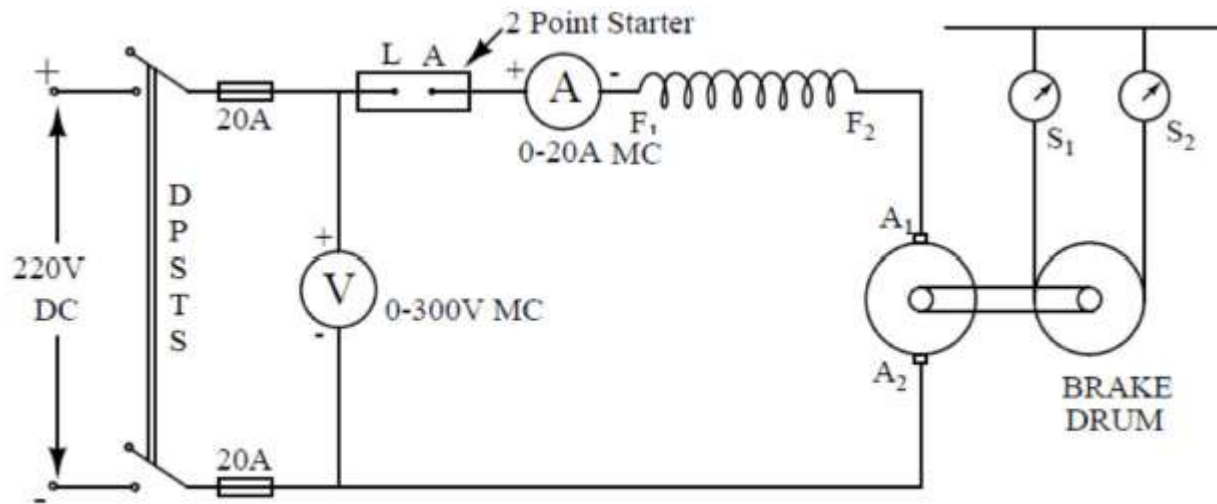 2 Point Starter
L A
+
+ -
A
20A
F₁ F₂
0-20A MC
S₁ S₂
D
P
S
T
S
A₁
+
220V
DC
V
0-300V MC
-
A₂
BRAKE
DRUM
20A
-